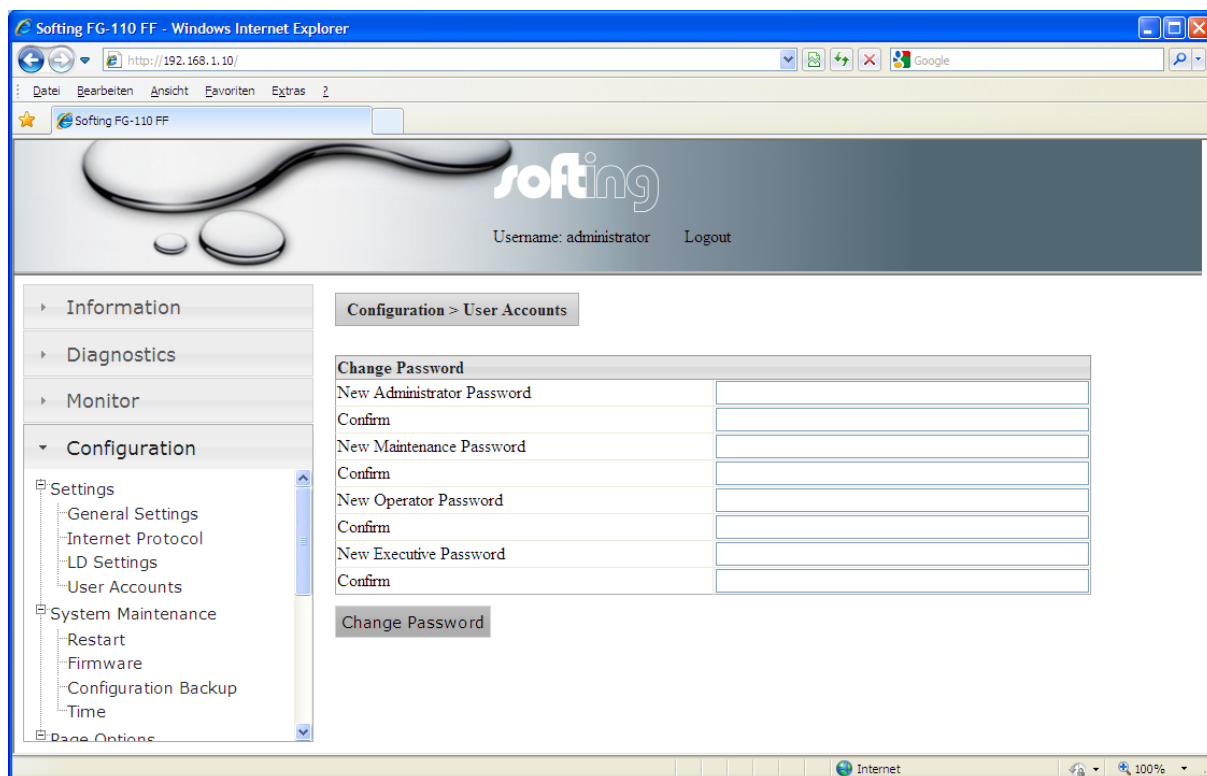 Softing FG-110 FF - Windows Internet Explorer
http://192.168.1.10/
Google
Datei Bearbeiten Ansicht Favoriten Extras ?
Softing FG-110 FF
softing
Username: administrator Logout
Information
Diagnostics
Monitor
Configuration
Settings
General Settings
Internet Protocol
LD Settings
User Accounts
System Maintenance
Restart
Firmware
Configuration Backup
Time
Page Options
Configuration > User Accounts
Change Password
New Administrator Password
Confirm
New Maintenance Password
Confirm
New Operator Password
Confirm
New Executive Password
Confirm
Change Password
Internet
100%